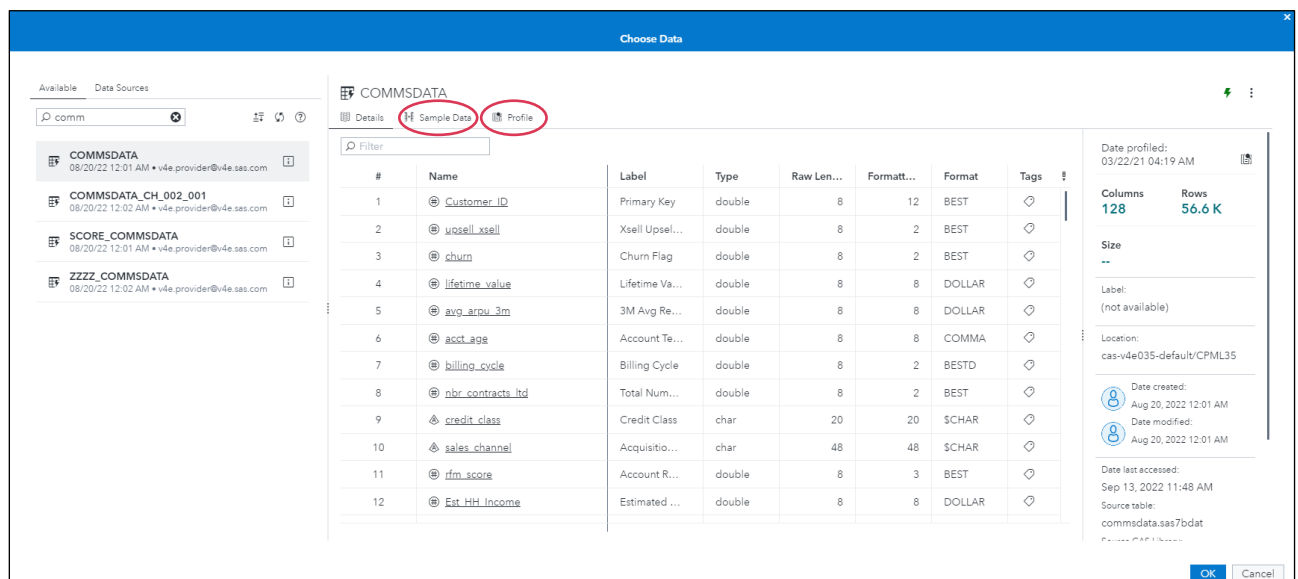 ×
Choose Data
Available Data Sources
comm
COMMSDATA
08/20/22 12:01 AM • v4e.provider@v4e.sas.com
COMMSDATA_CH_002_001
08/20/22 12:02 AM • v4e.provider@v4e.sas.com
SCORE_COMMSDATA
08/20/22 12:01 AM • v4e.provider@v4e.sas.com
ZZZZ_COMMSDATA
08/20/22 12:02 AM • v4e.provider@v4e.sas.com
COMMSDATA
Details Sample Data Profile
Filter
# Name Label Type Raw Len... Formatt... Format Tags
1 Customer_ID Primary Key double 8 12 BEST
2 upsell_xsell Xsell Upsel... double 8 2 BEST
3 churn Churn Flag double 8 2 BEST
4 lifetime_value Lifetime Va... double 8 8 DOLLAR
5 avg_arpu_3m 3M Avg Re... double 8 8 DOLLAR
6 acct_age Account Te... double 8 8 COMMA
7 billing_cycle Billing Cycle double 8 2 BESTD
8 nbr_contracts_ltd Total Num... double 8 2 BEST
9 credit_class Credit Class char 20 20 $CHAR
10 sales_channel Acquisitio... char 48 48 $CHAR
11 rfm_score Account R... double 8 3 BEST
12 Est_HH_Income Estimated ... double 8 8 DOLLAR
Date profiled:
03/22/21 04:19 AM
Columns Rows
128 56.6 K
Size
--
Label:
(not available)
Location:
cas-v4e035-default/CPML35
Date created:
Aug 20, 2022 12:01 AM
Date modified:
Aug 20, 2022 12:01 AM
Date last accessed:
Sep 13, 2022 11:48 AM
Source table:
commsdata.sas7bdat
OK Cancel